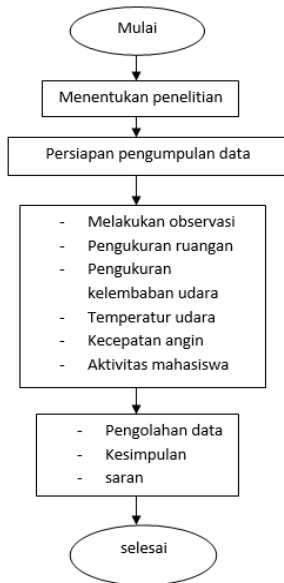 Mulai
Menentukan penelitian
Persiapan pengumpulan data
- Melakukan observasi
- Pengukuran ruangan
- Pengukuran
kelembaban udara
- Temperatur udara
- Kecepatan angin
- Aktivitas mahasiswa
- Pengolahan data
- Kesimpulan
- saran
selesai